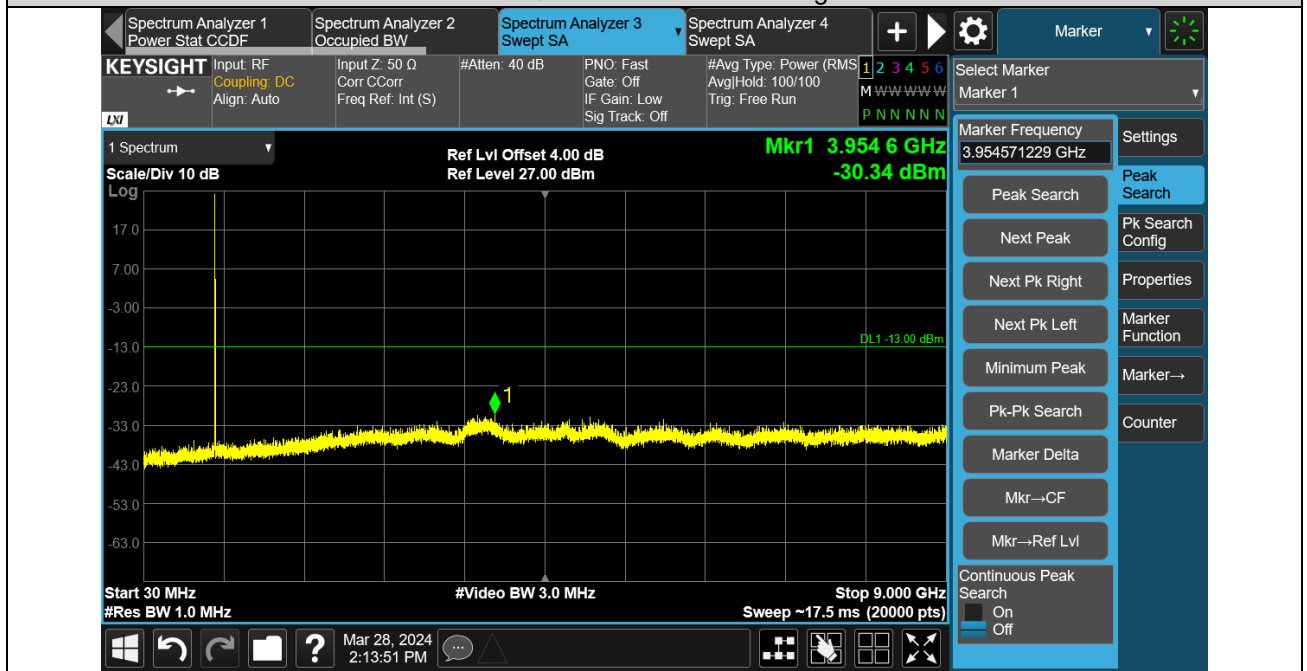 Spectrum Analyzer 1
Power Stat CCDF
Spectrum Analyzer 2
Occupied BW
Spectrum Analyzer 3
Swept SA
Spectrum Analyzer 4
Swept SA
+
Marker
KEYSIGHT
LXI
Input: RF
Coupling: DC
Align: Auto
Input Z: 50 Ω
Corr CCorr
Freq Ref: Int (S)
#Atten: 40 dB
PNO: Fast
Gate: Off
IF Gain: Low
Sig Track: Off
#Avg Type: Power (RMS
Avg|Hold: 100/100
Trig: Free Run
1 2 3 4 5 6
M W W W W W
P N N N N N
Select Marker
Marker 1
1 Spectrum
Scale/Div 10 dB
Log
Ref Lvl Offset 4.00 dB
Ref Level 27.00 dBm
Mkr1 3.954 6 GHz
-30.34 dBm
17.0
7.00
-3.00
-13.0
-23.0
-33.0
-43.0
-53.0
-63.0
DL1 -13.00 dBm
1
Start 30 MHz
#Res BW 1.0 MHz
#Video BW 3.0 MHz
Stop 9.000 GHz
Sweep ~17.5 ms (20000 pts)
Marker Frequency
3.954571229 GHz
Peak Search
Next Peak
Next Pk Right
Next Pk Left
Minimum Peak
Pk-Pk Search
Marker Delta
Mkr→CF
Mkr→Ref Lvl
Continuous Peak
Search
On
Off
Settings
Peak
Search
Pk Search
Config
Properties
Marker
Function
Marker→
Counter
?
Mar 28, 2024
2:13:51 PM